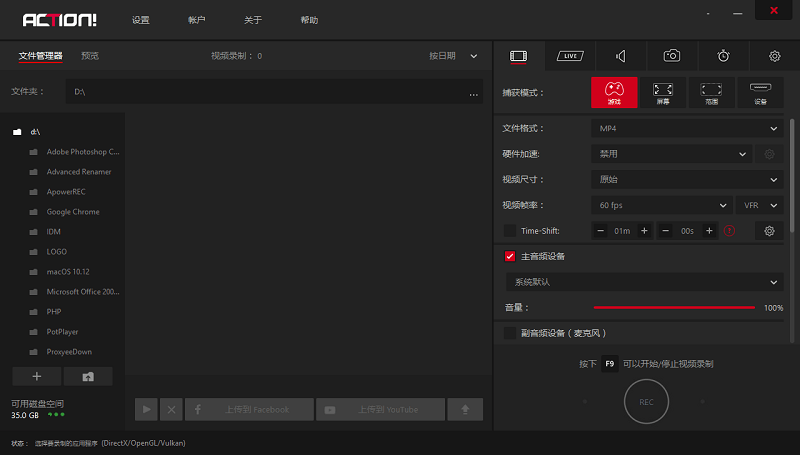 ACTION!
设置
帐户
关于
帮助
文件管理器
预览
视频录制： 0
按日期
文件夹：
D:\
...
d:\
Adobe Photoshop C...
Advanced Renamer
ApowerREC
Google Chrome
IDM
LOGO
macOS 10.12
Microsoft Office 200...
PHP
PotPlayer
ProxyeeDown
可用磁盘空间
35.0 GB
上传到 Facebook
上传到 YouTube
LIVE
捕获模式：
游戏
屏幕
范围
设备
文件格式：
MP4
硬件加速:
禁用
视频尺寸：
原始
视频帧率：
60 fps
VFR
Time-Shift:
01m
00s
主音频设备
系统默认
音量：
100%
副音频设备（麦克风）
按下 F9 可以开始/停止视频录制
REC
状态： 选择器录制的应用程序 (DirectX/OpenGL/Vulkan)